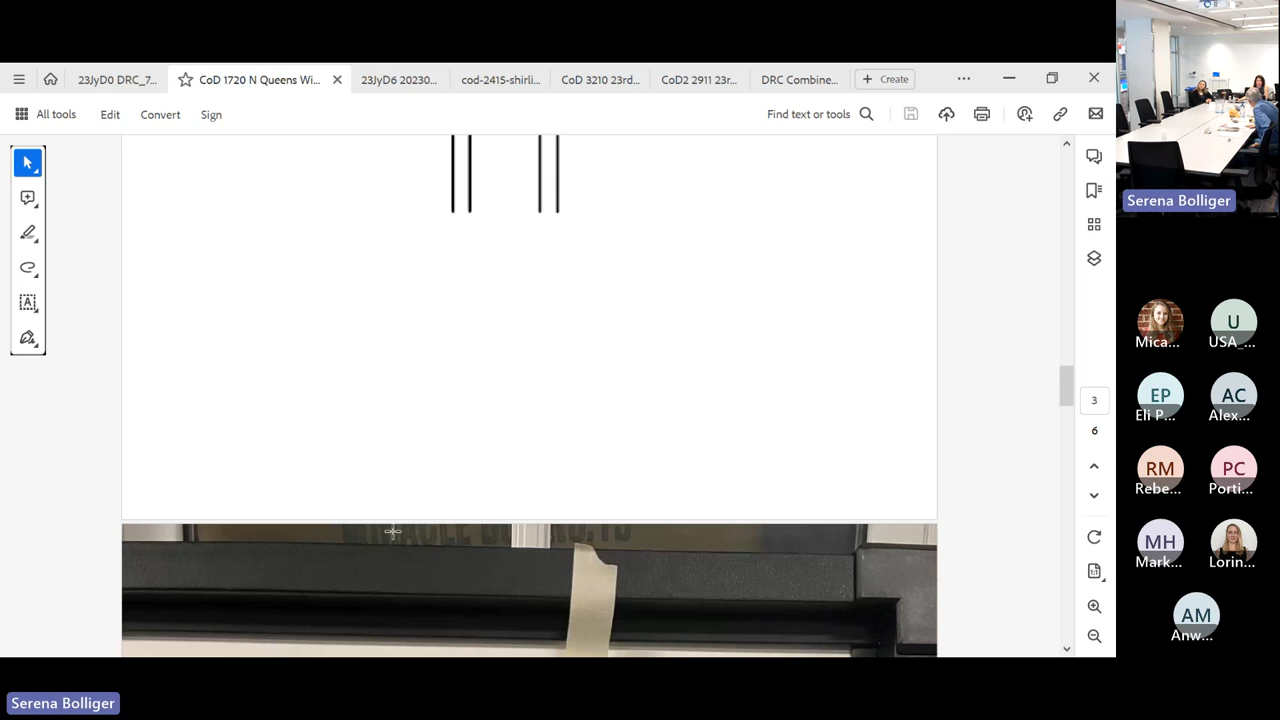 23JyD0 DRC_7...
CoD 1720 N Queens Wi...
23JyD6 20230...
cod-2415-shirli...
CoD 3210 23rd...
CoD2 2911 23r...
DRC Combine...
Create
All tools
Edit
Convert
Sign
Find text or tools
Serena Bolliger
3
6
Mica...
U
USA_...
EP
Eli P...
AC
Alex...
RM
Rebe...
PC
Porti...
MH
Mark...
Lorin...
AM
Anw...
Serena Bolliger